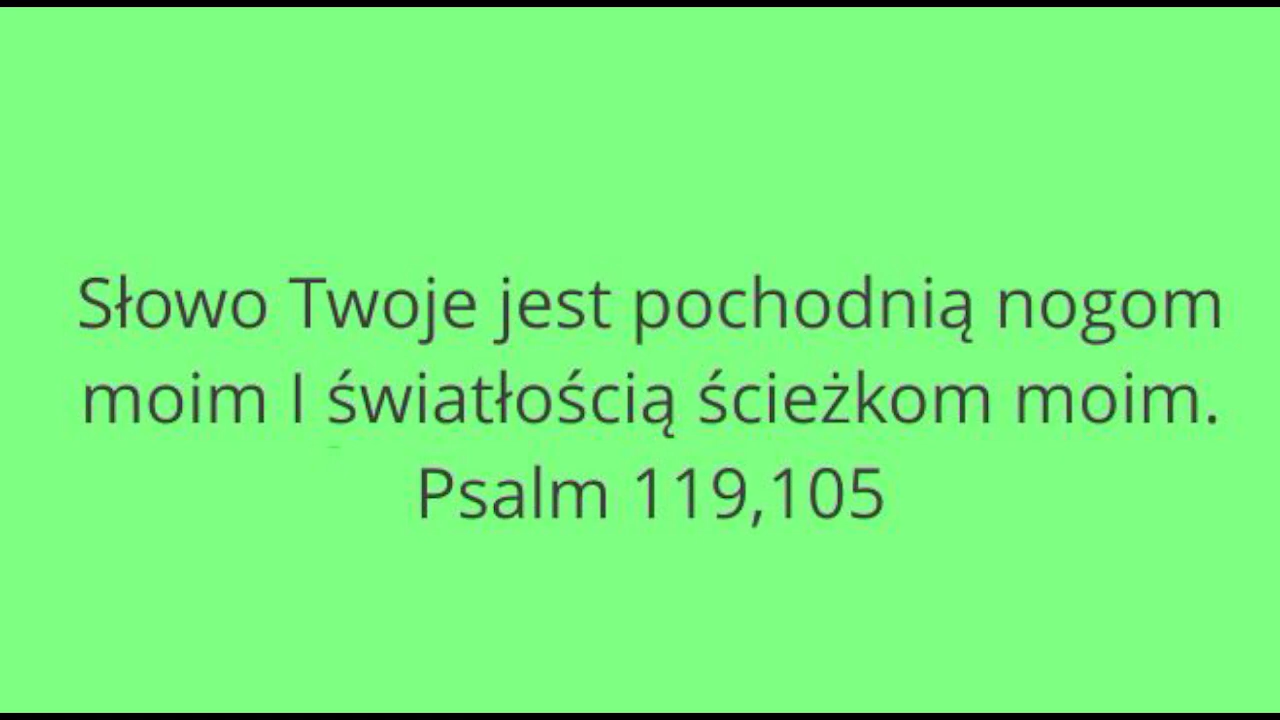 Słowo Twoje jest pochodnią nogom
moim I światłością ścieżkom moim.
Psalm 119,105